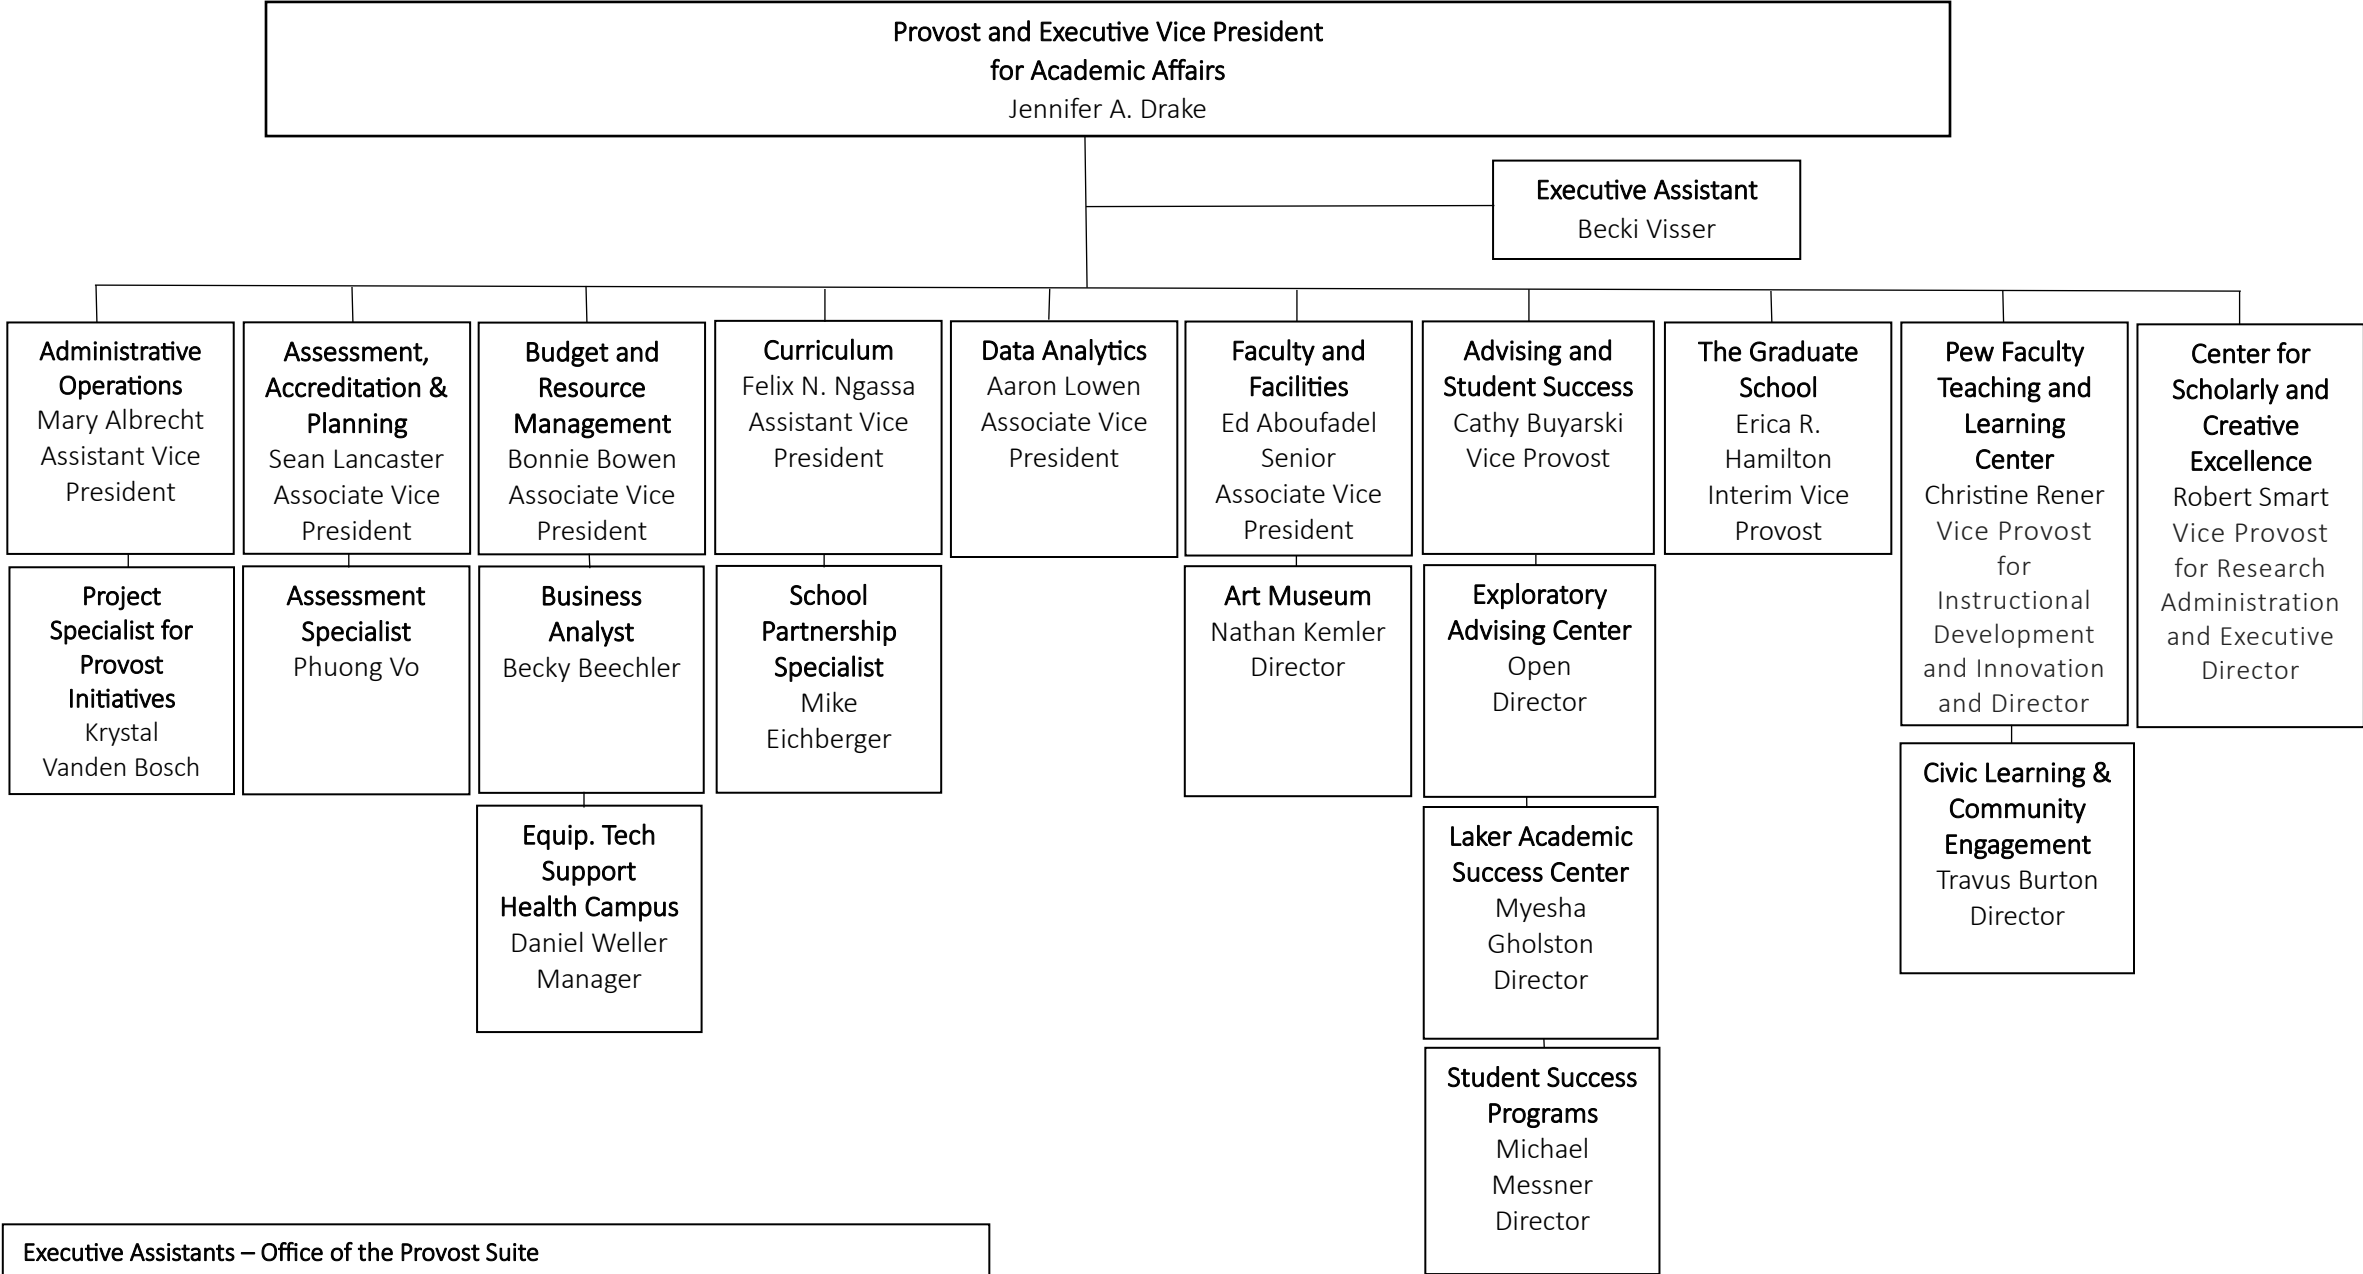 Provost and Executive Vice President
for Academic Affairs
Jennifer A. Drake
Executive Assistant
Becki Visser
Administrative
Operations
Mary Albrecht
Assistant Vice
President
Assessment,
Accreditation &
Planning
Sean Lancaster
Associate Vice
President
Budget and
Resource
Management
Bonnie Bowen
Associate Vice
President
Curriculum
Felix N. Ngassa
Assistant Vice
President
Data Analytics
Aaron Lowen
Associate Vice
President
Faculty and
Facilities
Ed Aboufadel
Senior
Associate Vice
President
Advising and
Student Success
Cathy Buyarski
Vice Provost
The Graduate
School
Erica R.
Hamilton
Interim Vice
Provost
Pew Faculty
Teaching and
Learning
Center
Christine Rener
Vice Provost
for
Instructional
Development
and Innovation
and Director
Center for
Scholarly and
Creative
Excellence
Robert Smart
Vice Provost
for Research
Administration
and Executive
Director
Project
Specialist for
Provost
Initiatives
Krystal
Vanden Bosch
Assessment
Specialist
Phuong Vo
Business
Analyst
Becky Beechler
School
Partnership
Specialist
Mike
Eichberger
Art Museum
Nathan Kemler
Director
Exploratory
Advising Center
Open
Director
Civic Learning &
Community
Engagement
Travus Burton
Director
Equip. Tech
Support
Health Campus
Daniel Weller
Manager
Laker Academic
Success Center
Myesha
Gholston
Director
Student Success
Programs
Michael
Messner
Director
Executive Assistants – Office of the Provost Suite